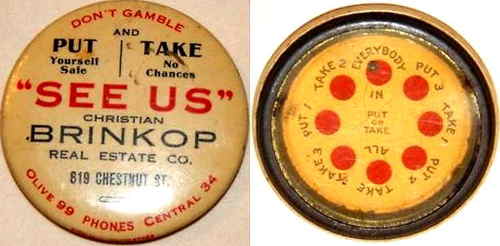 DON'T GAMBLE
AND
PUT TAKE
Yourself No
Safe Chances
"SEE US"
CHRISTIAN
BRINKOP
REAL ESTATE CO.
819 CHESTNUT ST.
OLIVE 99 PHONES CENTRAL 34
EVERYBODY
IN
PUT 3
TAKE 1
PUT 4
TAKE
ALL
TAKE 3
PUT 1
TAKE 2
PUT
OR
TAKE